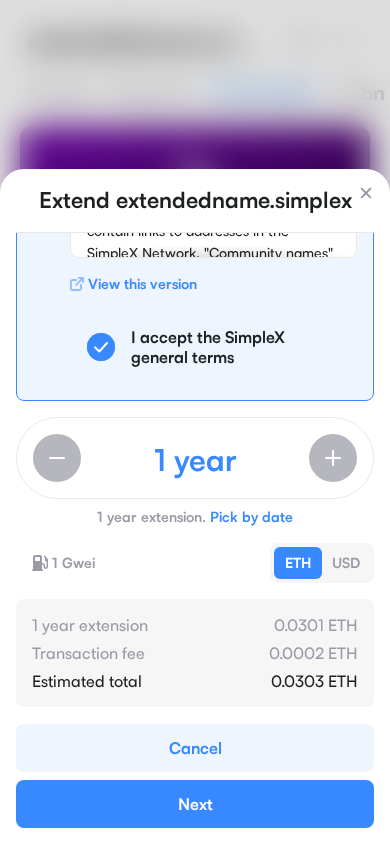 Extend extendedname.simplex
contain links to addresses in the
SimpleX Network. "Community names"
View this version
I accept the SimpleX
general terms
1 year
1 year extension. Pick by date
1 Gwei
ETH USD
1 year extension 0.0301 ETH
Transaction fee 0.0002 ETH
Estimated total 0.0303 ETH
Cancel
Next